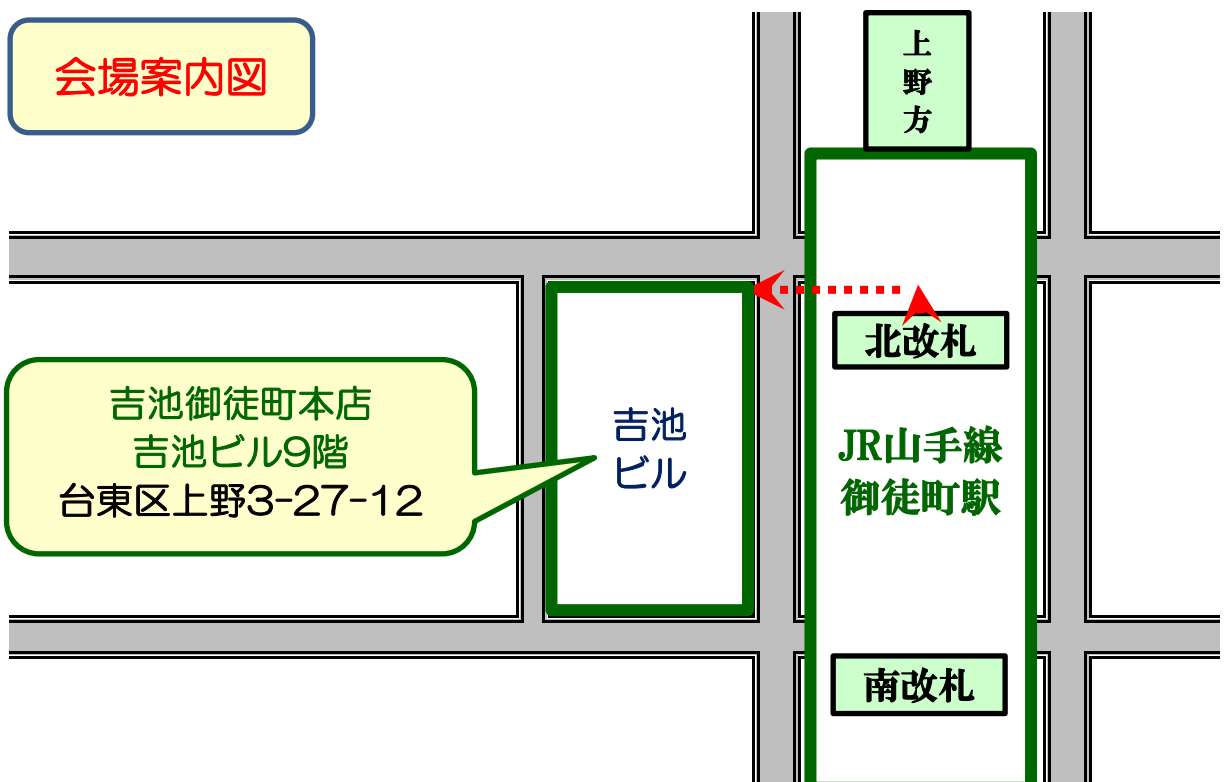 会場案内図
上
野
方
北改札
吉池御徒町本店
吉池ビル9階
台東区上野3-27-12
吉池
ビル
JR山手線
御徒町駅
南改札